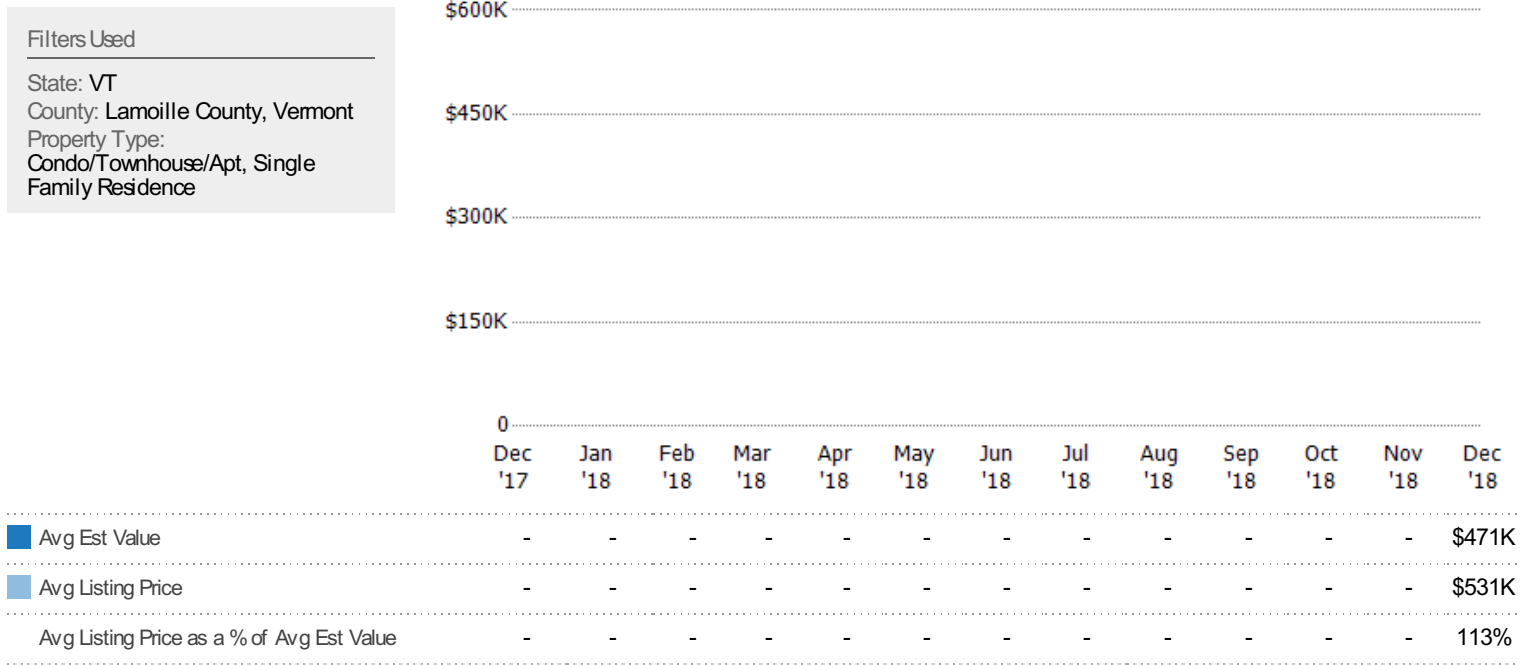 Filters Used
State: VT
County: Lamoille County, Vermont
Property Type:
Condo/Townhouse/Apt, Single
Family Residence
$600K
$450K
$300K
$150K
0
Dec Jan Feb Mar Apr May Jun Jul Aug Sep Oct Nov Dec
'17 '18 '18 '18 '18 '18 '18 '18 '18 '18 '18 '18 '18
Avg Est Value - - - - - - - - - - - - $471K
Avg Listing Price - - - - - - - - - - - - $531K
Avg Listing Price as a % of Avg Est Value - - - - - - - - - - - - 113%